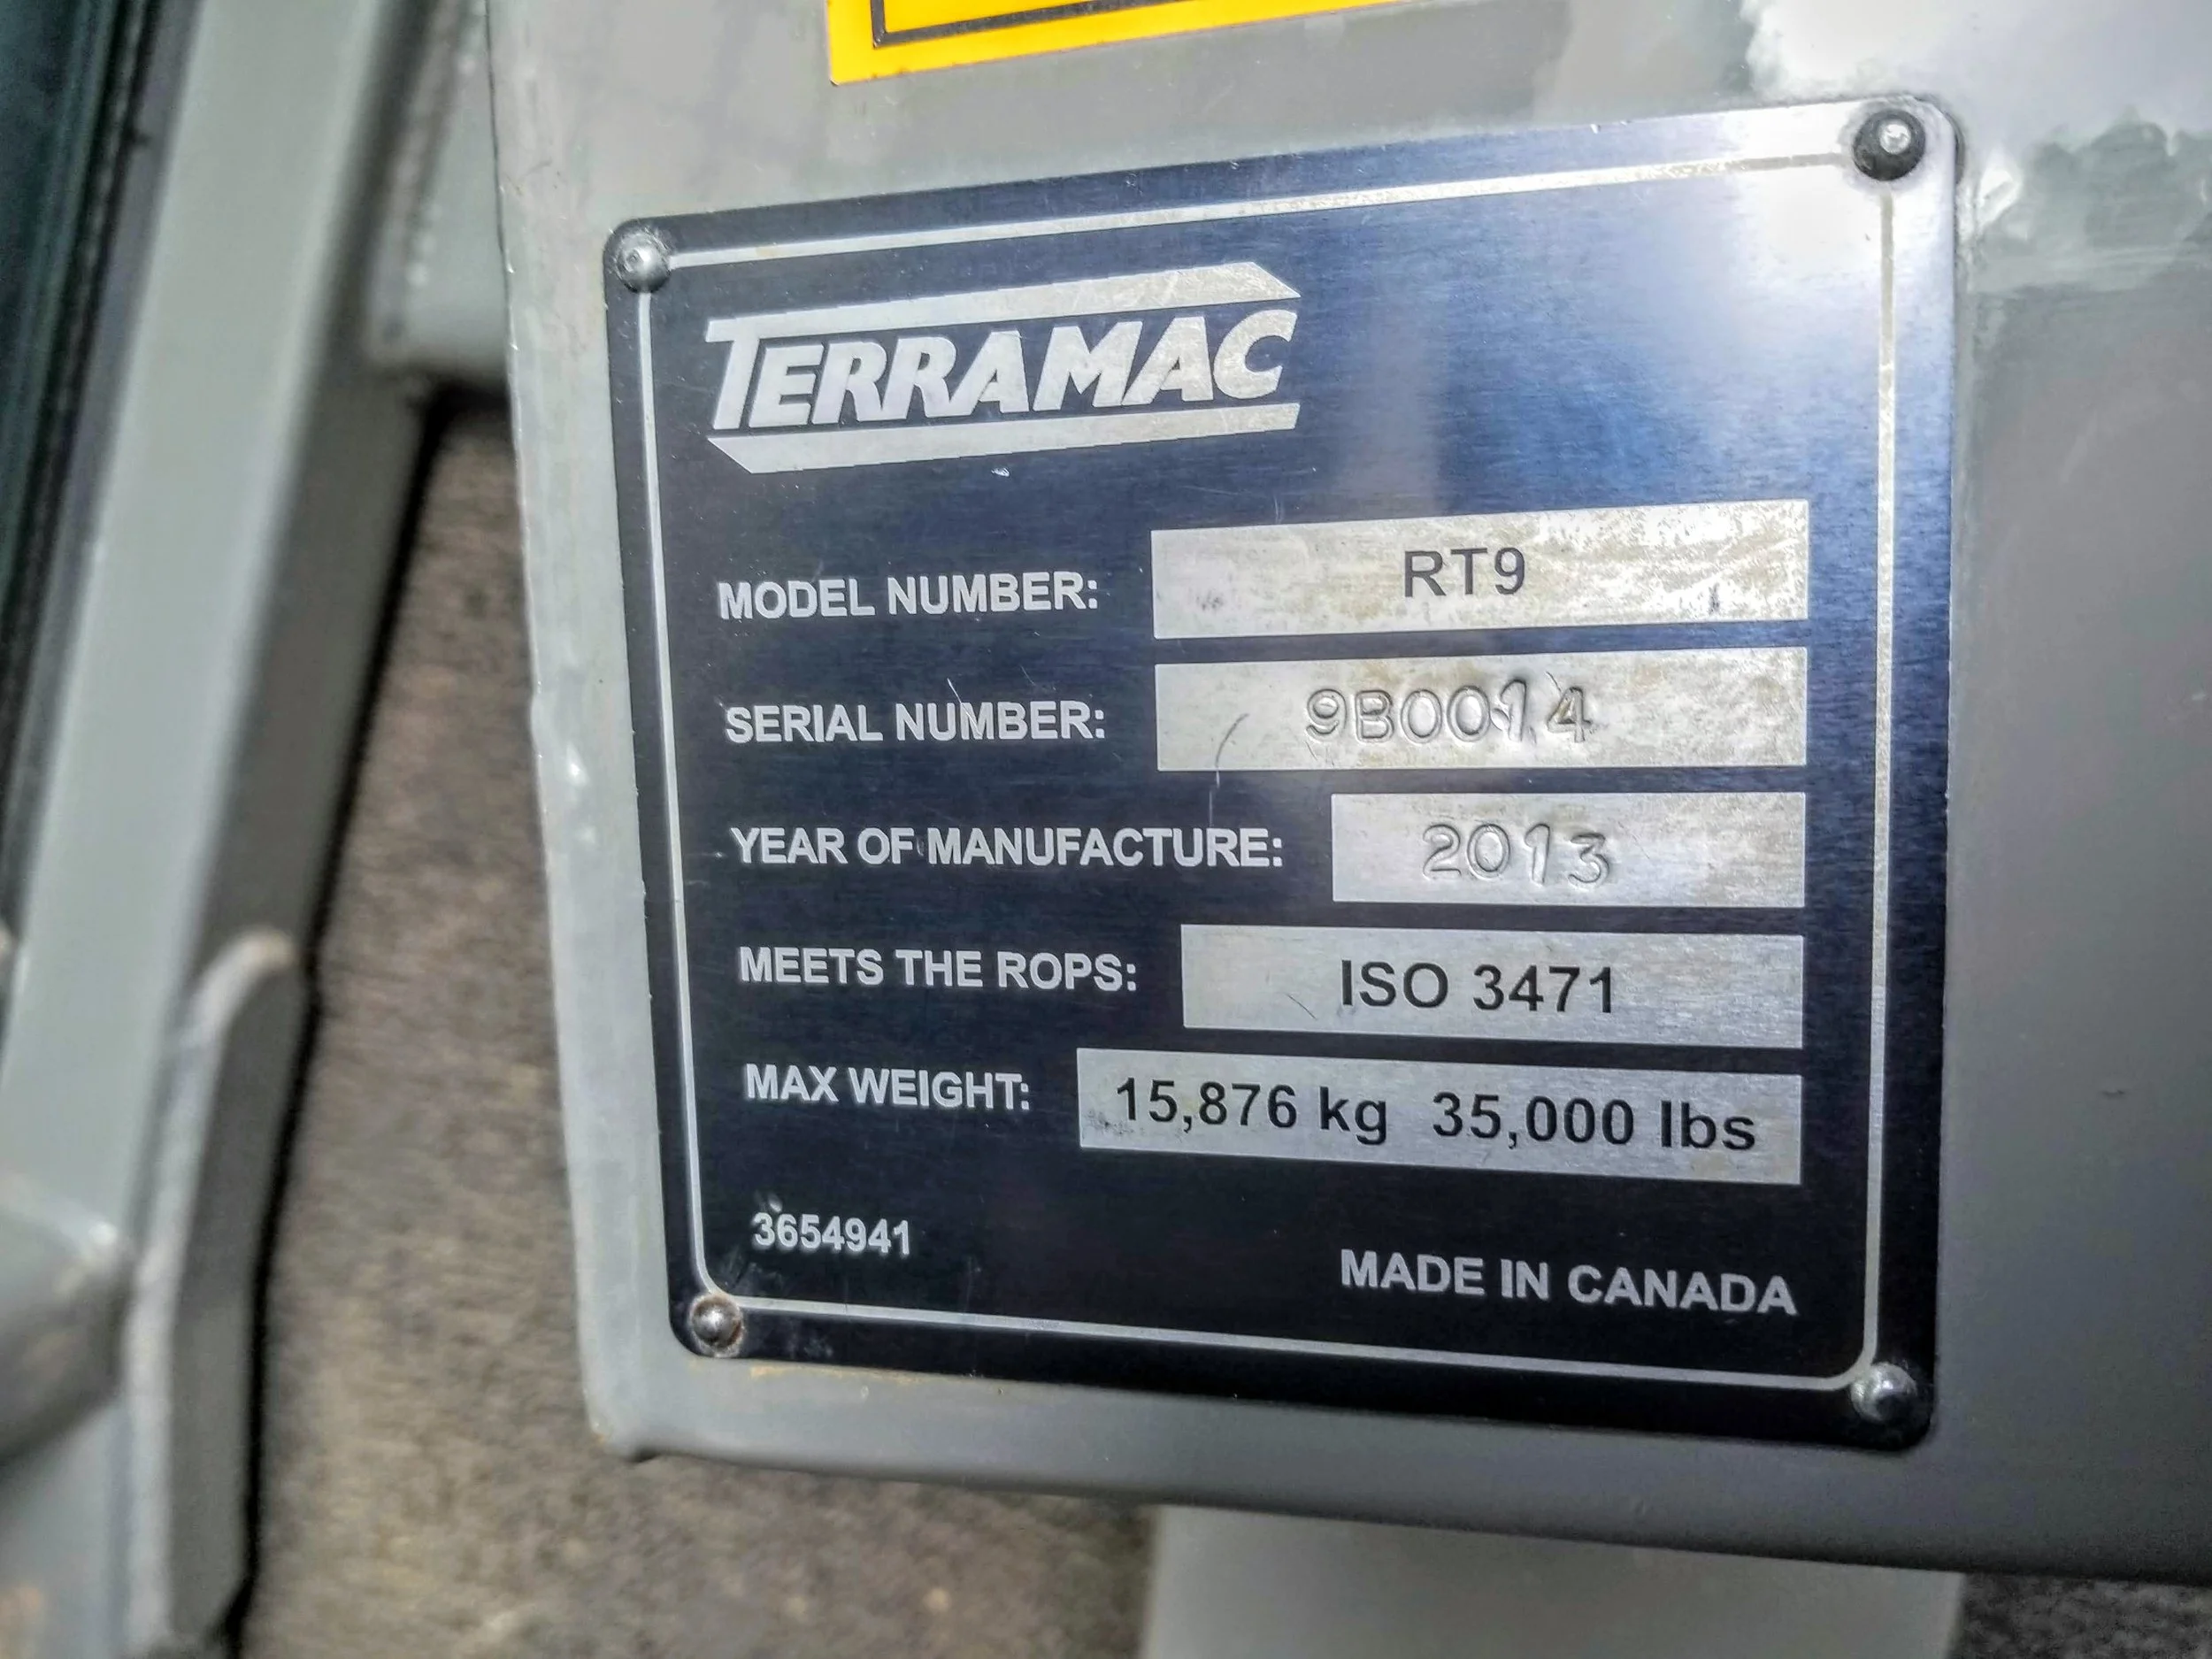 TERRAMAC
MODEL NUMBER: RT9
SERIAL NUMBER: 9B0014
YEAR OF MANUFACTURE: 2013
MEETS THE ROPS: ISO 3471
MAX WEIGHT: 15,876 kg 35,000 lbs
3654941
MADE IN CANADA